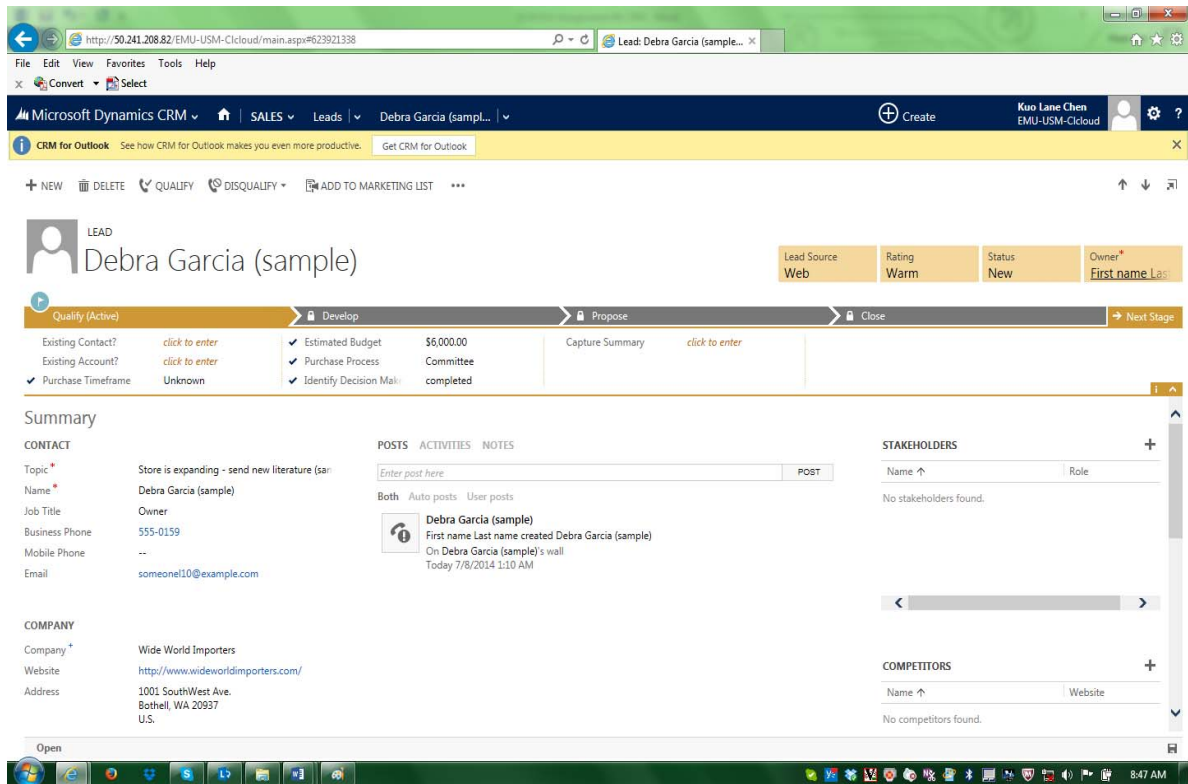 http://50.241.208.82/EMU-USM-CIcloud/main.aspx#623921338
Lead: Debra Garcia (sample...
File Edit View Favorites Tools Help
x Convert Select
Microsoft Dynamics CRM SALES Leads Debra Garcia (sampl... Create Kuo Lane Chen
EMU-USM-CIcloud
?
CRM for Outlook See how CRM for Outlook makes you even more productive. Get CRM for Outlook
NEW DELETE QUALIFY DISQUALIFY ADD TO MARKETING LIST •••
LEAD
Debra Garcia (sample)
Lead Source Rating Status Owner*
Web Warm New First name Las
Qualify (Active) Develop Propose Close Next Stage
Existing Contact? click to enter Estimated Budget $6,000.00 Capture Summary click to enter
Existing Account? click to enter Purchase Process Committee
Purchase Timeframe Unknown Identify Decision Mak completed
Summary
CONTACT
Topic* Store is expanding - send new literature (sam
Name* Debra Garcia (sample)
Job Title Owner
Business Phone 555-0159
Mobile Phone --
Email someonel10@example.com
COMPANY
Company+ Wide World Importers
Website http://www.wideworldimporters.com/
Address 1001 SouthWest Ave.
Bothell, WA 20937
U.S.
POSTS ACTIVITIES NOTES
Enter post here POST
Both Auto posts User posts
Debra Garcia (sample)
First name Last name created Debra Garcia (sample)
On Debra Garcia (sample)'s wall
Today 7/8/2014 1:10 AM
STAKEHOLDERS +
Name Role
No stakeholders found.
COMPETITORS +
Name Website
No competitors found.
Open
8:47 AM